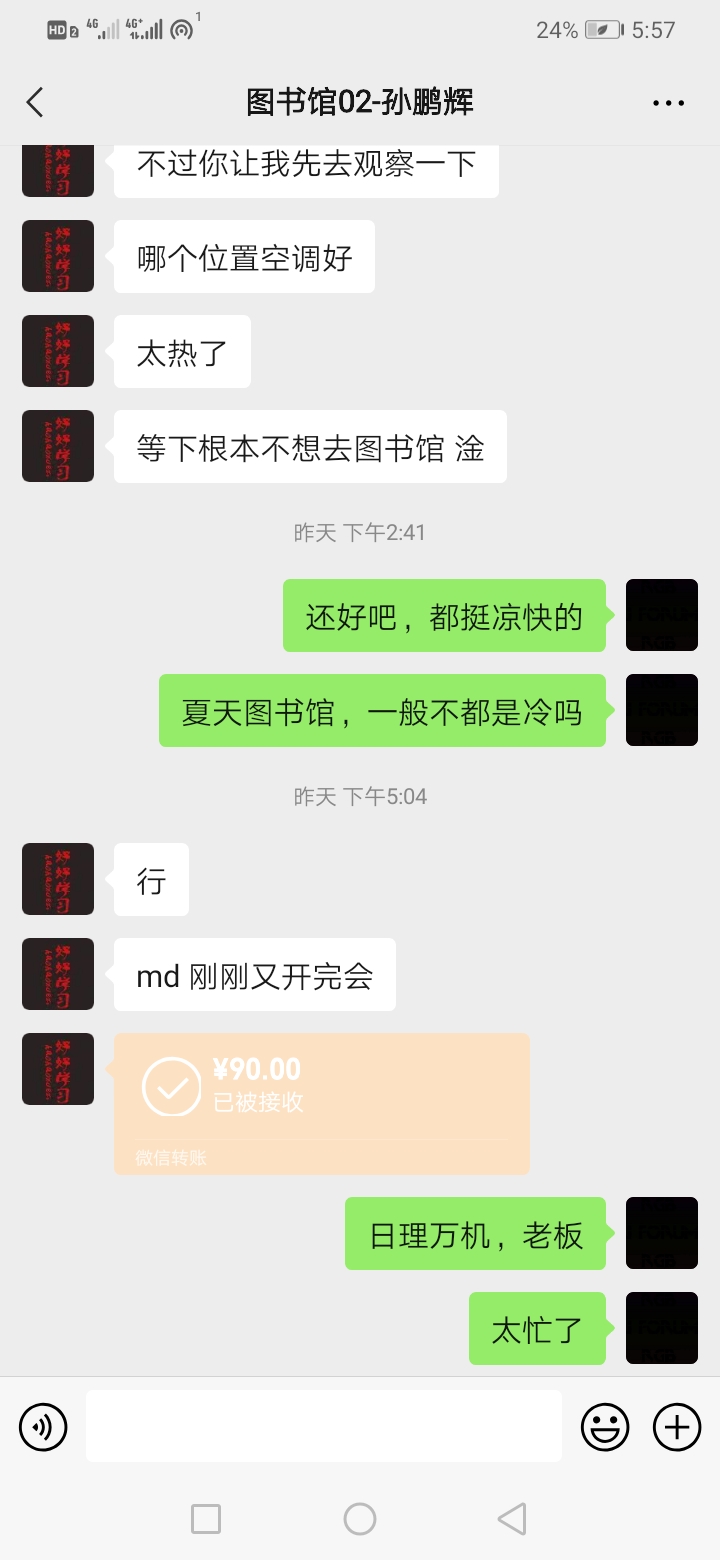 HD 2 4G 4G+ 1 24% 5:57
图书馆02-孙鹏辉
不过你让我先去观察一下
哪个位置空调好
太热了
等下根本不想去图书馆 淦
昨天 下午2:41
还好吧，都挺凉快的
夏天图书馆，一般不都是冷吗
昨天 下午5:04
行
md 刚刚又开完会
¥90.00
已被接收
微信转账
日理万机，老板
太忙了